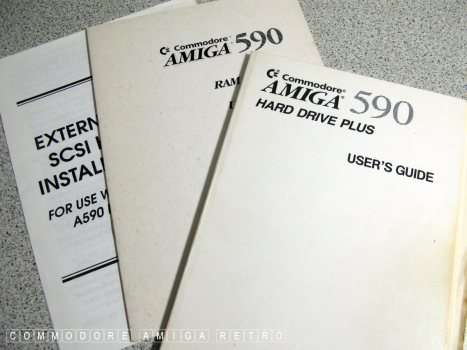 EXTERN
SCSI
INSTAL
FOR USE W
A590
Commodore
AMIGA 590
RAM
U
Commodore®
AMIGA® 590
HARD DRIVE PLUS
USER'S GUIDE
COMMODORE AMIGA RETRO